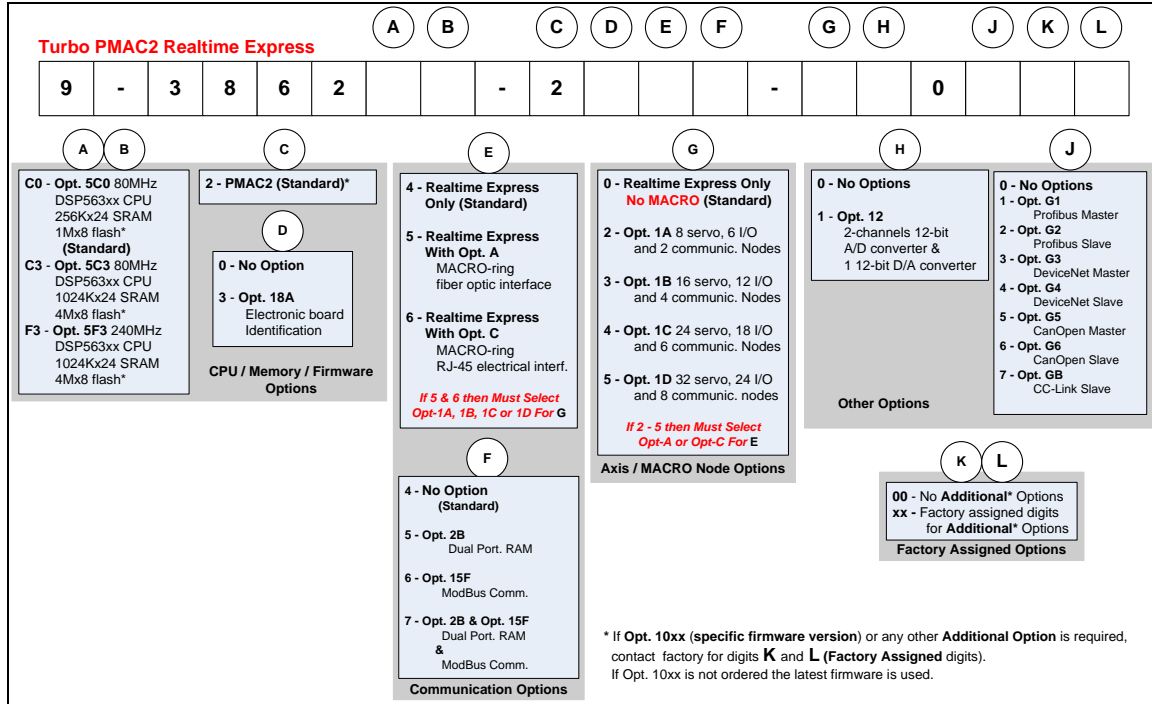 A B C D E F G H J K L
Turbo PMAC2 Realtime Express
9 - 3 8 6 2 - 2 - 0
A B
C0 - Opt. 5C0 80MHz
DSP563xx CPU
256Kx24 SRAM
1Mx8 flash*
(Standard)
C3 - Opt. 5C3 80MHz
DSP563xx CPU
1024Kx24 SRAM
4Mx8 flash*
F3 - Opt. 5F3 240MHz
DSP563xx CPU
1024Kx24 SRAM
4Mx8 flash*
C
2 - PMAC2 (Standard)*
D
0 - No Option
3 - Opt. 18A
Electronic board
Identification
CPU / Memory / Firmware
Options
E
4 - Realtime Express
Only (Standard)
5 - Realtime Express
With Opt. A
MACRO-ring
fiber optic interface
6 - Realtime Express
With Opt. C
MACRO-ring
RJ-45 electrical interf.
If 5 & 6 then Must Select
Opt-1A, 1B, 1C or 1D For G
F
4 - No Option
(Standard)
5 - Opt. 2B
Dual Port. RAM
6 - Opt. 15F
ModBus Comm.
7 - Opt. 2B & Opt. 15F
Dual Port. RAM
&
ModBus Comm.
Communication Options
G
0 - Realtime Express Only
No MACRO (Standard)
2 - Opt. 1A 8 servo, 6 I/O
and 2 communic. Nodes
3 - Opt. 1B 16 servo, 12 I/O
and 4 communic. Nodes
4 - Opt. 1C 24 servo, 18 I/O
and 6 communic. Nodes
5 - Opt. 1D 32 servo, 24 I/O
and 8 communic. nodes
If 2 - 5 then Must Select
Opt-A or Opt-C For E
Axis / MACRO Node Options
H
0 - No Options
1 - Opt. 12
2-channels 12-bit
A/D converter &
1 12-bit D/A converter
Other Options
J
0 - No Options
1 - Opt. G1
Profibus Master
2 - Opt. G2
Profibus Slave
3 - Opt. G3
DeviceNet Master
4 - Opt. G4
DeviceNet Slave
5 - Opt. G5
CanOpen Master
6 - Opt. G6
CanOpen Slave
7 - Opt. GB
CC-Link Slave
K L
00 - No Additional* Options
xx - Factory assigned digits
for Additional* Options
Factory Assigned Options
* If Opt. 10xx (specific firmware version) or any other Additional Option is required,
contact factory for digits K and L (Factory Assigned digits).
If Opt. 10xx is not ordered the latest firmware is used.